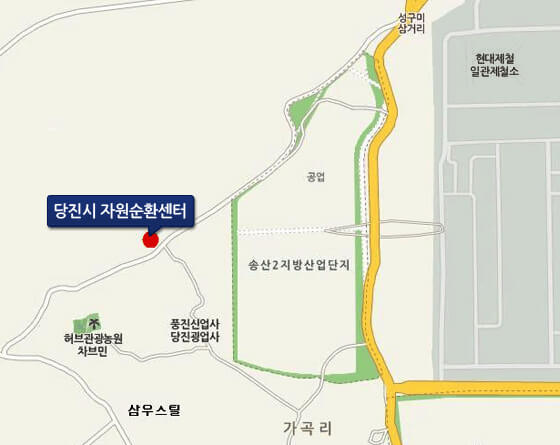 성구미
삼거리
현대제철
일관제철소
공업
당진시 자원순환센터
송산2지방산업단지
풍진신업사
당진광업사
허브관광농원
차브민
삼우스틸
가곡리